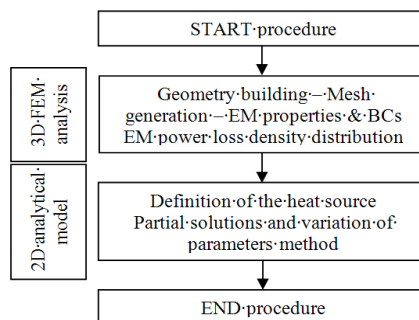 START·procedure
3D·FEM·
analysis
Geometry·building·–·Mesh·
generation·–·EM·properties·&·BCs
EM·power·loss·density·distribution
2D·analytical·
model
Definition·of·the·heat·source
Partial·solutions·and·variation·of·
parameters·method
END·procedure